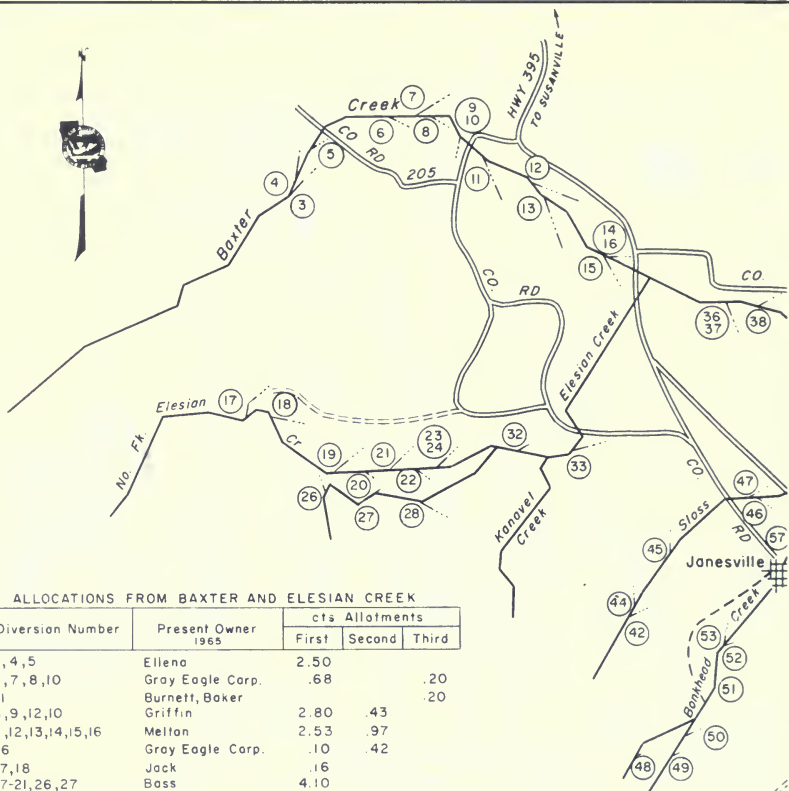 HWY 395
TO SUSANVILLE
Creek
7
9
10
6
8
CO RD
205
5
4
3
11
12
13
Baxter
14
16
15
CO. RD
CO.
36
37
38
Elesian Creek
No. Fk.
Elesian
Cr
17
18
19
21
23
24
32
33
20
22
26
27
28
Kanavel Creek
47
Sloss
46
CO RD
57
45
Janesville
44
42
Creek
53
52
51
Bankhead
50
48
49
ALLOCATIONS FROM BAXTER AND ELESIAN CREEK
Diversion Number Present Owner cts Allotments
1965 First Second Third
,4,5 Ellena 2.50
,7,8,10 Gray Eagle Corp. .68 .20
1 Burnett, Baker .20
,9,12,10 Griffin 2.80 .43
,12,13,14,15,16 Melton 2.53 .97
6 Gray Eagle Corp. .10 .42
7,18 Jack .16
7-21,26,27 Bass 4.10